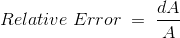 Relative Error = dA/A